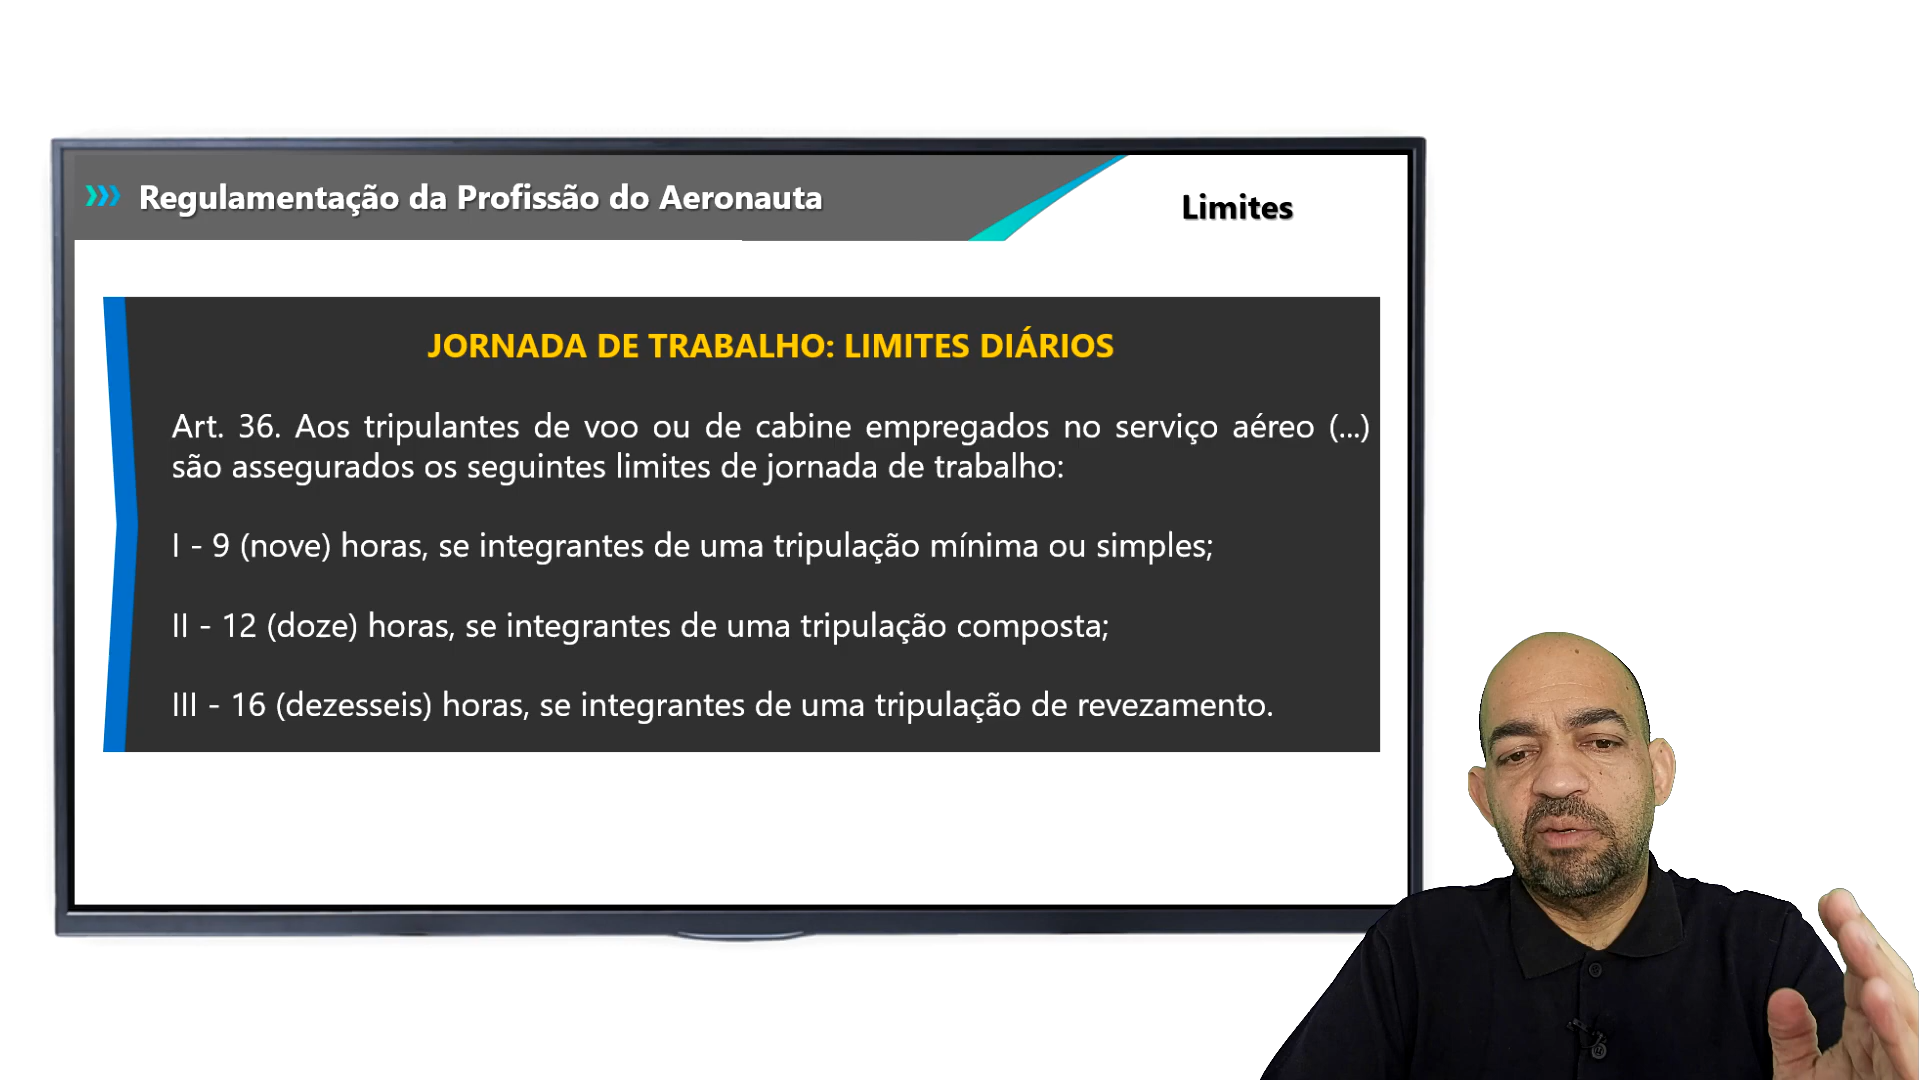 Regulamentação da Profissão do Aeronauta
Limites
JORNADA DE TRABALHO: LIMITES DIÁRIOS
Art. 36. Aos tripulantes de voo ou de cabine empregados no serviço aéreo (...)
são assegurados os seguintes limites de jornada de trabalho:
I - 9 (nove) horas, se integrantes de uma tripulação mínima ou simples;
II - 12 (doze) horas, se integrantes de uma tripulação composta;
III - 16 (dezesseis) horas, se integrantes de uma tripulação de revezamento.